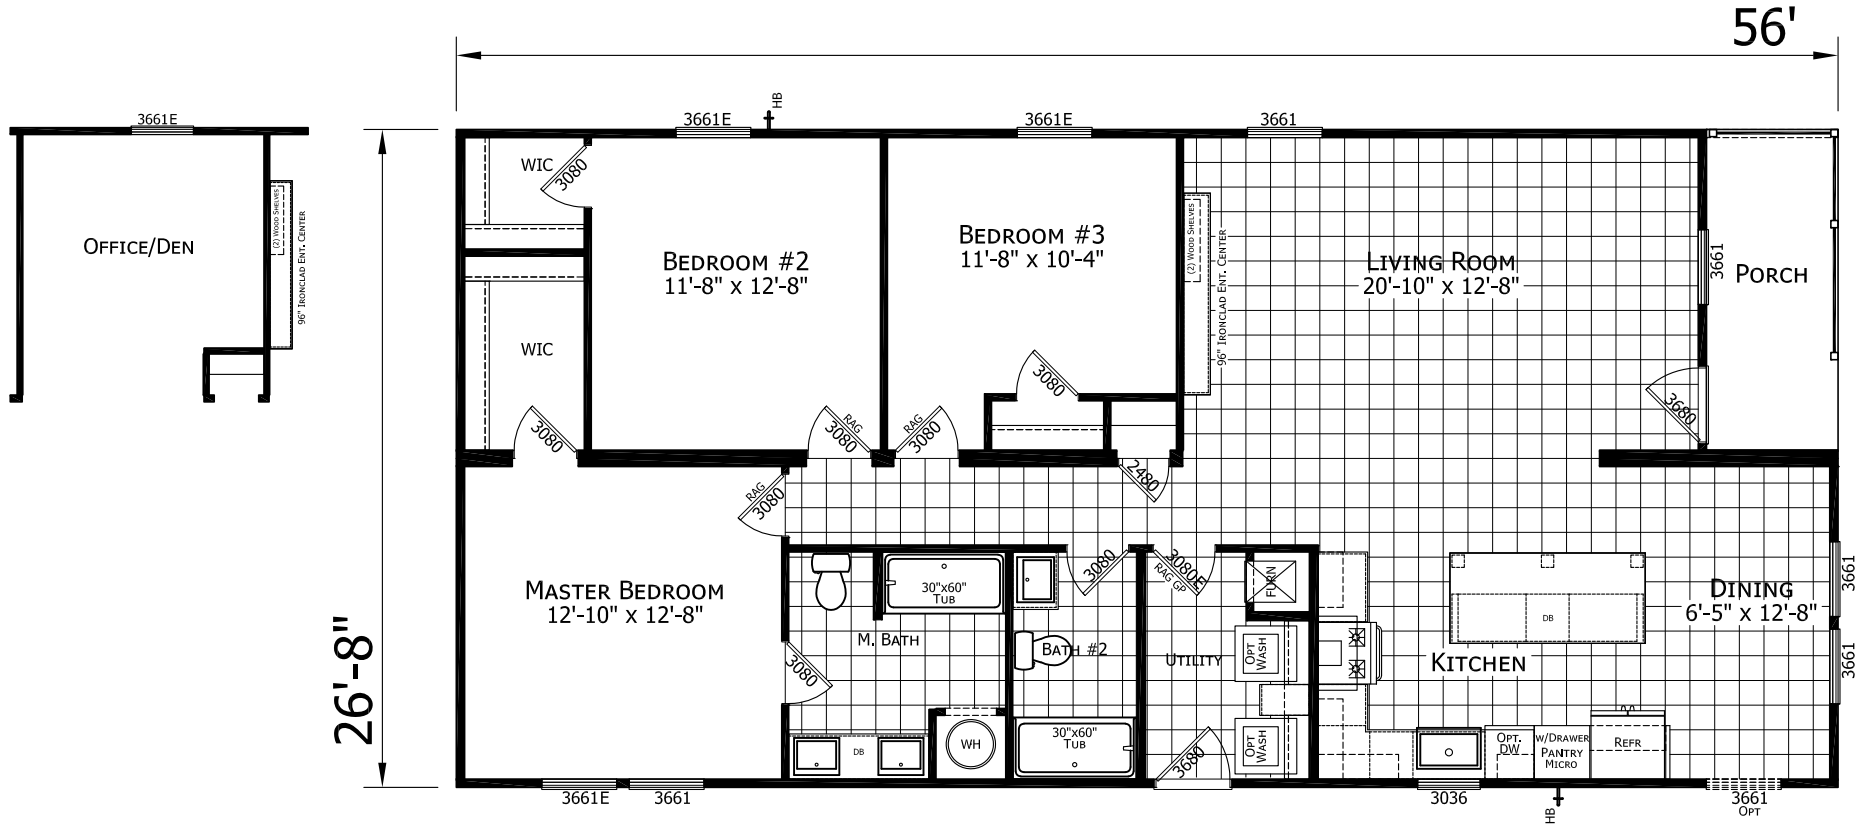 56'
26'-8"
3661E
OFFICE/DEN
(2) WOOD SHELVES
96" IRONCLAD ENT. CENTER
3661E
HB
3661E
3661
WIC
3080
BEDROOM #2
11'-8" X 12'-8"
WIC
3080
RAG
3080
BEDROOM #3
11'-8" X 10'-4"
3080
RAG
3080
2480
(2) WOOD SHELVES
96" IRONCLAD ENT. CENTER
LIVING ROOM
20'-10" X 12'-8"
3661
PORCH
3680
RAG
3080
MASTER BEDROOM
12'-10" X 12'-8"
3080
M. BATH
30"x60"
TUB
DB
WH
3080
BATH #2
30"x60"
TUB
3080E
RAG GP
UTILITY
FURN
OPT
WASH
OPT
WASH
3680
KITCHEN
DB
DINING
6'-5" X 12'-8"
3661
3661
OPT.
DW
W/DRAWER
PANTRY
MICRO
REFR
3661E
3661
3036
HB
3661
OPT